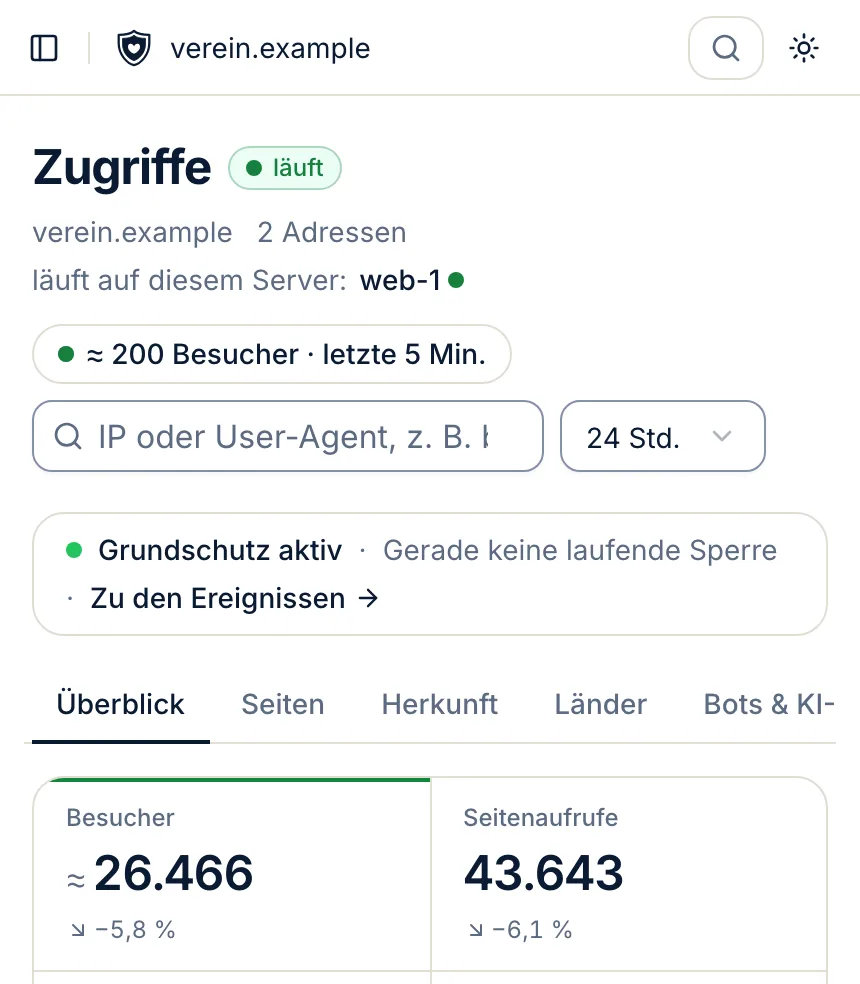 verein.example
Zugriffe läuft
verein.example 2 Adressen
läuft auf diesem Server: web-1
≈ 200 Besucher · letzte 5 Min.
IP oder User-Agent, z. B.
24 Std.
Grundschutz aktiv · Gerade keine laufende Sperre
· Zu den Ereignissen →
Überblick Seiten Herkunft Länder Bots & KI-
Besucher Seitenaufrufe
≈ 26.466 43.643
↘ −5,8 % ↘ −6,1 %